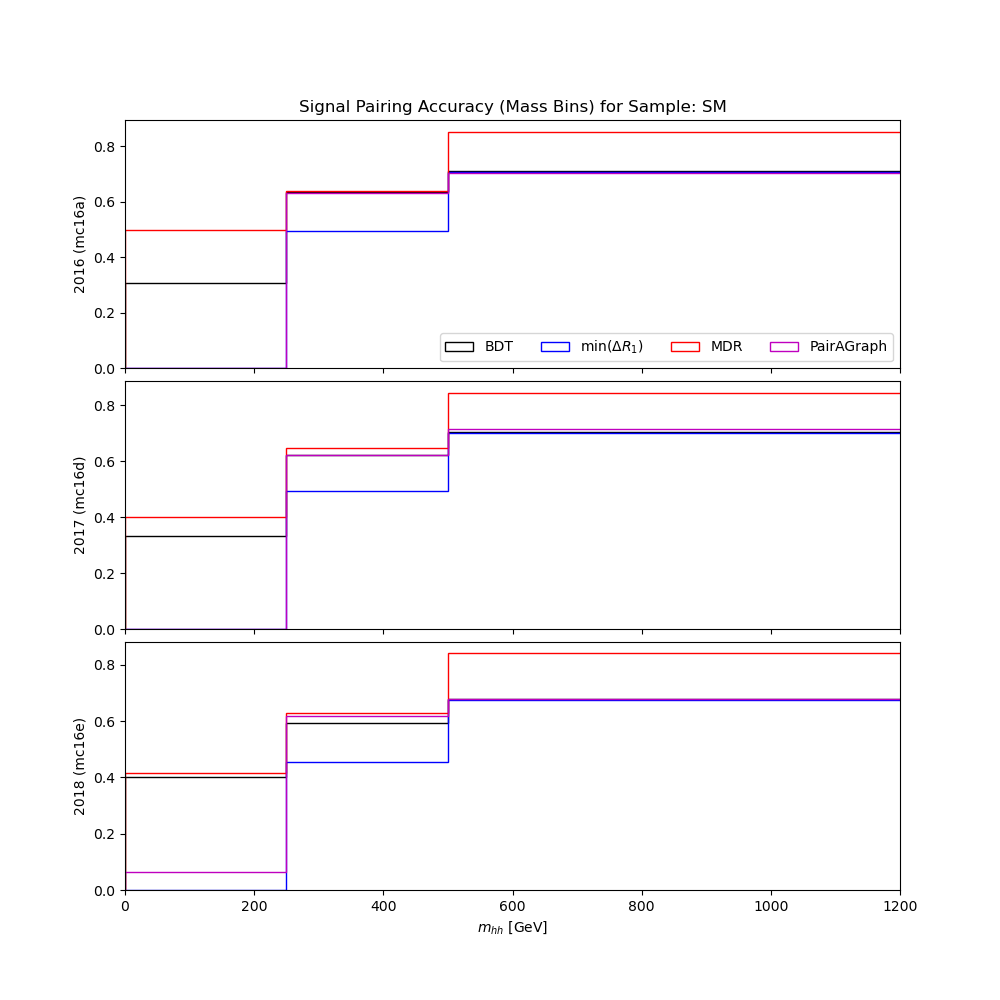 Signal Pairing Accuracy (Mass Bins) for Sample: SM
0.8
0.6
0.4
0.2
0.0
2016 (mc16a)
BDT min(ΔR₁) MDR PairAGraph
0.8
0.6
0.4
0.2
0.0
2017 (mc16d)
0.8
0.6
0.4
0.2
0.0
2018 (mc16e)
0 200 400 600 800 1000 1200
m_{hh} [GeV]